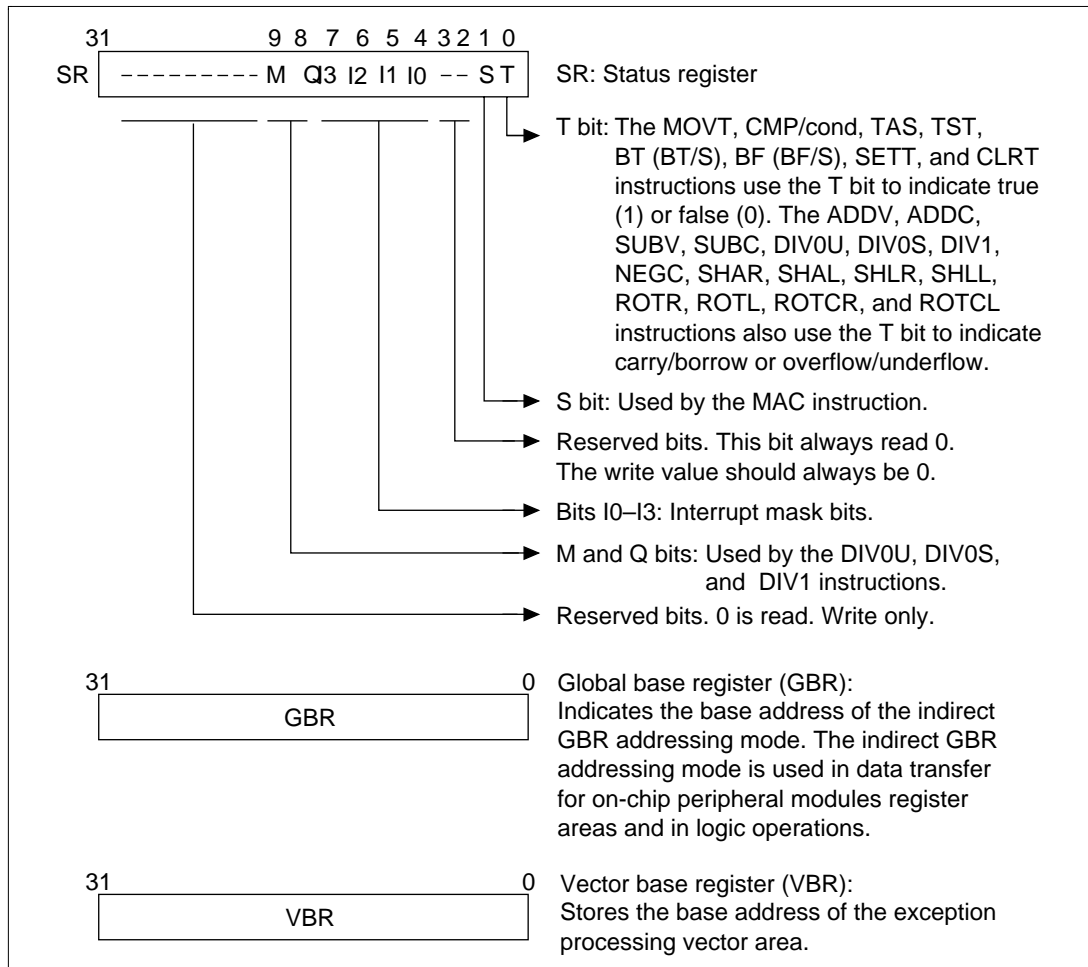 31 9 8 7 6 5 4 3 2 1 0
SR ---------- M Q I3 I2 I1 I0 -- S T SR: Status register
T bit: The MOVT, CMP/cond, TAS, TST,
BT (BT/S), BF (BF/S), SETT, and CLRT
instructions use the T bit to indicate true
(1) or false (0). The ADDV, ADDC,
SUBV, SUBC, DIV0U, DIV0S, DIV1,
NEGC, SHAR, SHAL, SHLR, SHLL,
ROTR, ROTL, ROTCR, and ROTCL
instructions also use the T bit to indicate
carry/borrow or overflow/underflow.
S bit: Used by the MAC instruction.
Reserved bits. This bit always read 0.
The write value should always be 0.
Bits I0–I3: Interrupt mask bits.
M and Q bits: Used by the DIV0U, DIV0S,
and DIV1 instructions.
Reserved bits. 0 is read. Write only.
31 0 Global base register (GBR):
GBR Indicates the base address of the indirect
GBR addressing mode. The indirect GBR
addressing mode is used in data transfer
for on-chip peripheral modules register
areas and in logic operations.
31 0 Vector base register (VBR):
VBR Stores the base address of the exception
processing vector area.